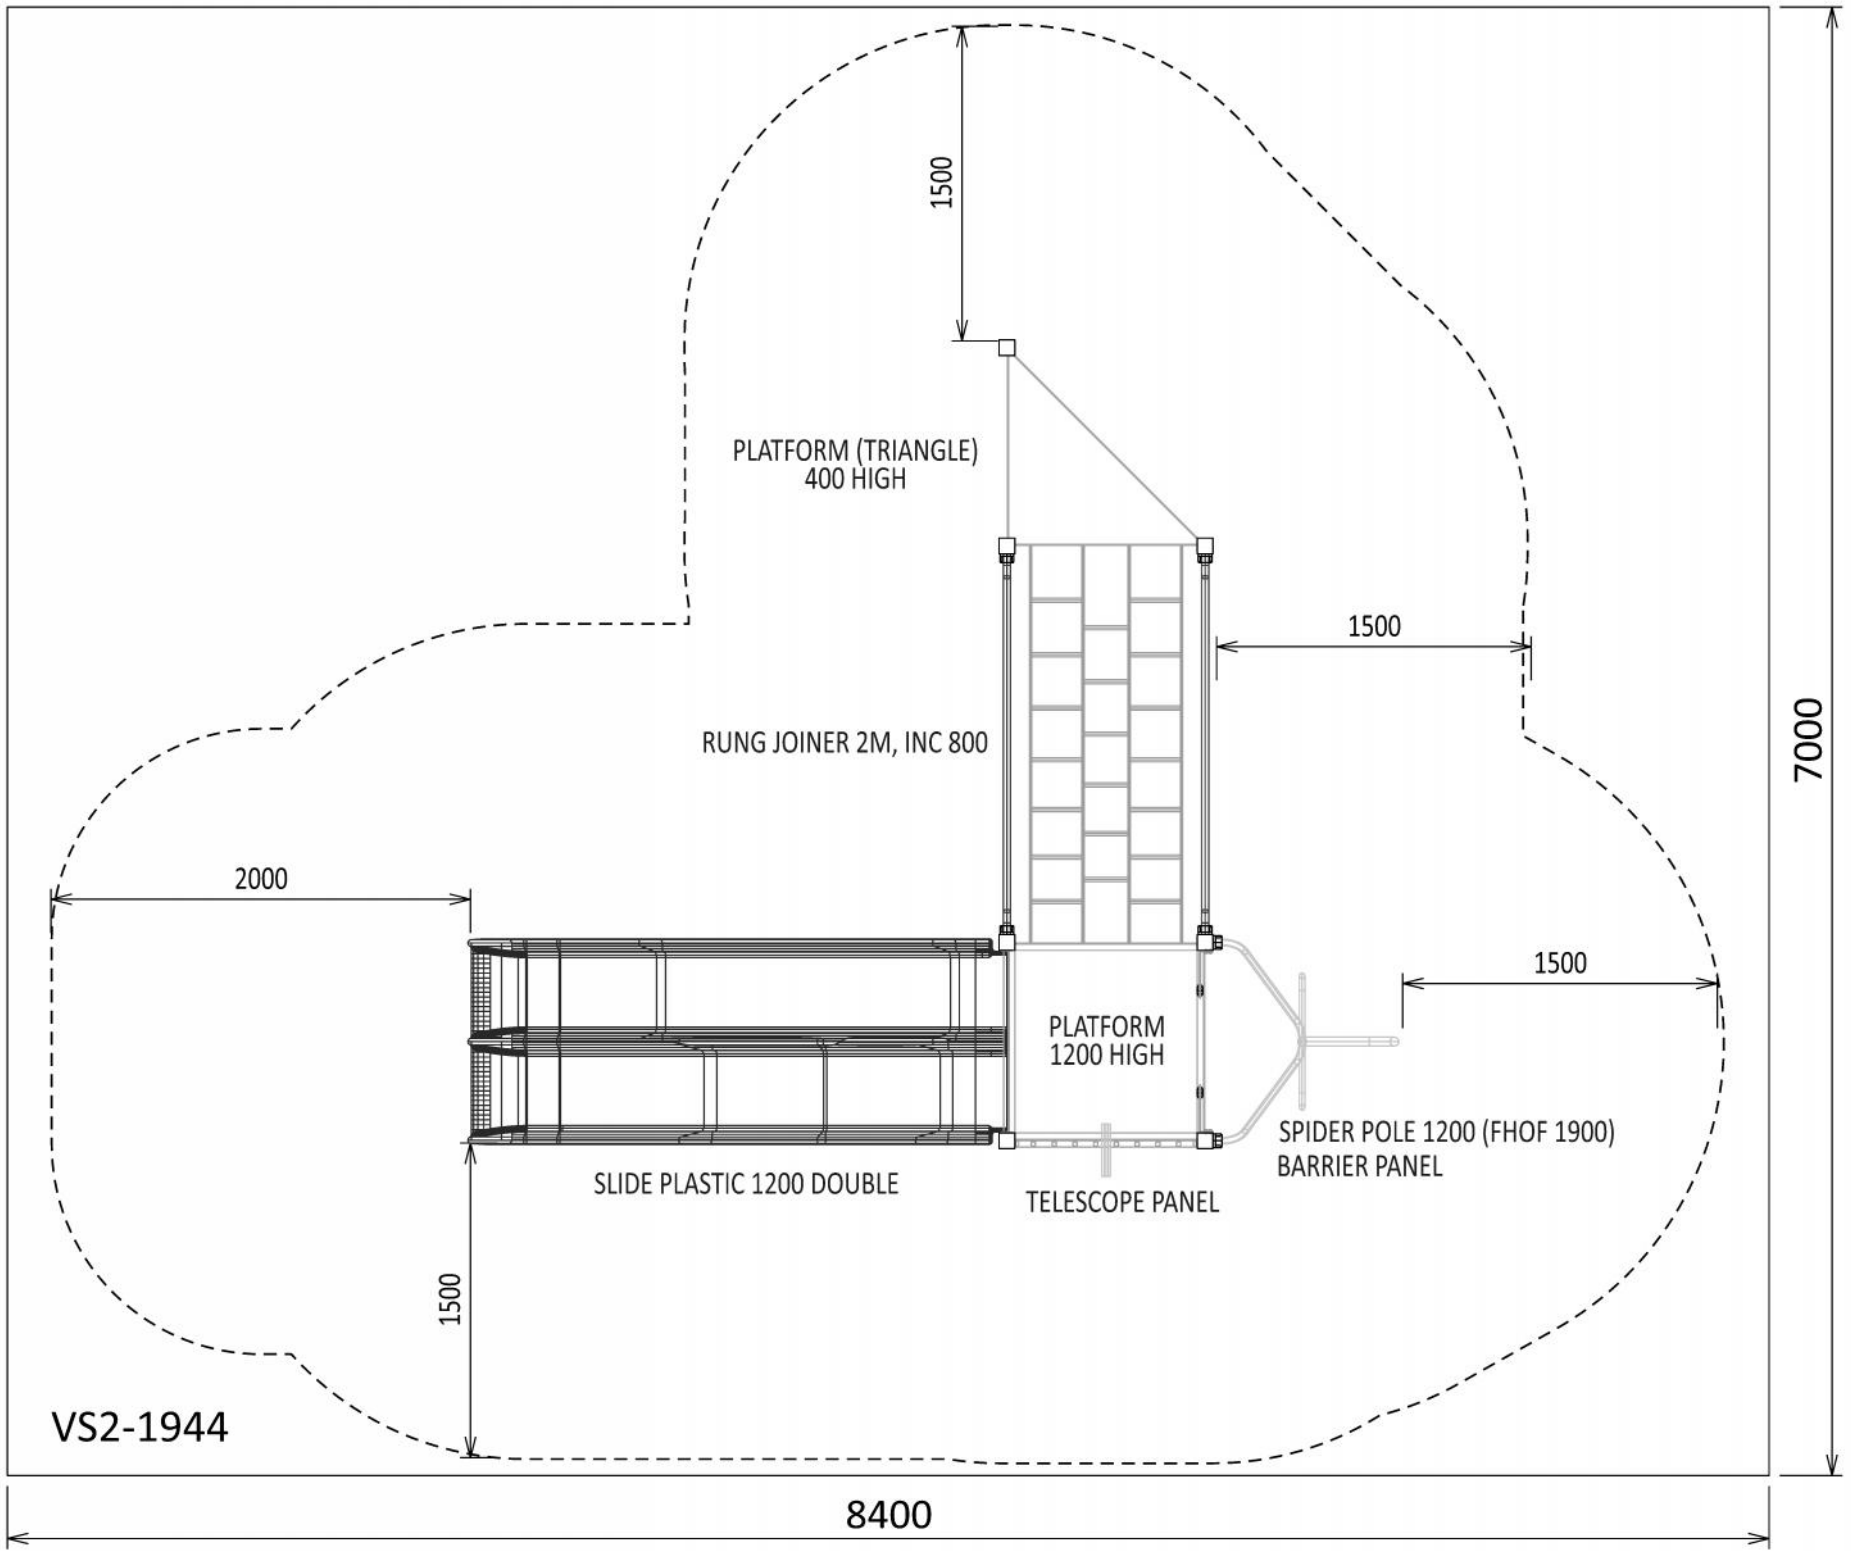 1500
PLATFORM (TRIANGLE)
400 HIGH
1500
RUNG JOINER 2M, INC 800
7000
2000
1500
PLATFORM
1200 HIGH
SPIDER POLE 1200 (FHOF 1900)
BARRIER PANEL
SLIDE PLASTIC 1200 DOUBLE
TELESCOPE PANEL
1500
VS2-1944
8400